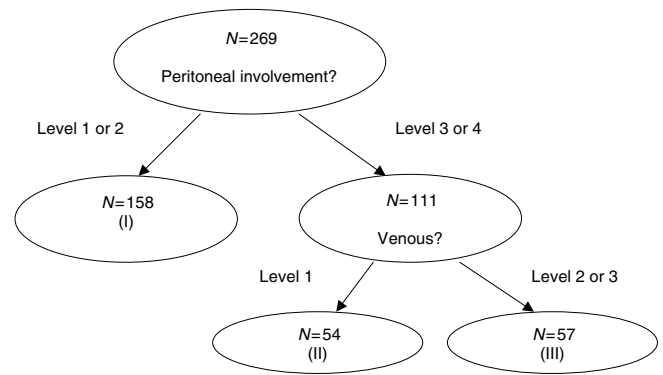 N=269
Peritoneal involvement?
Level 1 or 2
Level 3 or 4
N=158
(I)
N=111
Venous?
Level 1
Level 2 or 3
N=54
(II)
N=57
(III)